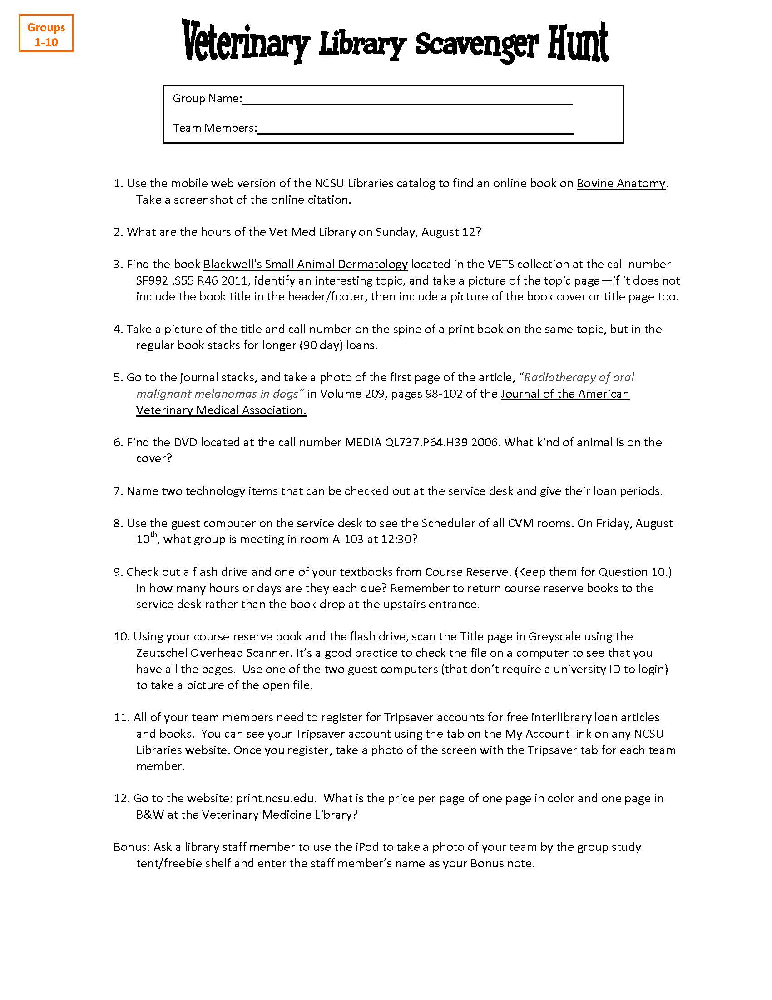 Groups
1-10
Veterinary Library Scavenger Hunt
Group Name:
Team Members:
1. Use the mobile web version of the NCSU Libraries catalog to find an online book on Bovine Anatomy.
Take a screenshot of the online citation.
2. What are the hours of the Vet Med Library on Sunday, August 12?
3. Find the book Blackwell's Small Animal Dermatology located in the VETS collection at the call number
SF992 .S55 R46 2011, identify an interesting topic, and take a picture of the topic page—if it does not
include the book title in the header/footer, then include a picture of the book cover or title page too.
4. Take a picture of the title and call number on the spine of a print book on the same topic, but in the
regular book stacks for longer (90 day) loans.
5. Go to the journal stacks, and take a photo of the first page of the article, “Radiotherapy of oral
malignant melanomas in dogs” in Volume 209, pages 98-102 of the Journal of the American
Veterinary Medical Association.
6. Find the DVD located at the call number MEDIA QL737.P64.H39 2006. What kind of animal is on the
cover?
7. Name two technology items that can be checked out at the service desk and give their loan periods.
8. Use the guest computer on the service desk to see the Scheduler of all CVM rooms. On Friday, August
10th, what group is meeting in room A-103 at 12:30?
9. Check out a flash drive and one of your textbooks from Course Reserve. (Keep them for Question 10.)
In how many hours or days are they each due? Remember to return course reserve books to the
service desk rather than the book drop at the upstairs entrance.
10. Using your course reserve book and the flash drive, scan the Title page in Greyscale using the
Zeutschel Overhead Scanner. It’s a good practice to check the file on a computer to see that you
have all the pages.  Use one of the two guest computers (that don’t require a university ID to login)
to take a picture of the open file.
11. All of your team members need to register for Tripsaver accounts for free interlibrary loan articles
and books.  You can see your Tripsaver account using the tab on the My Account link on any NCSU
Libraries website. Once you register, take a photo of the screen with the Tripsaver tab for each team
member.
12. Go to the website: print.ncsu.edu.  What is the price per page of one page in color and one page in
B&W at the Veterinary Medicine Library?
Bonus: Ask a library staff member to use the iPod to take a photo of your team by the group study
tent/freebie shelf and enter the staff member’s name as your Bonus note.